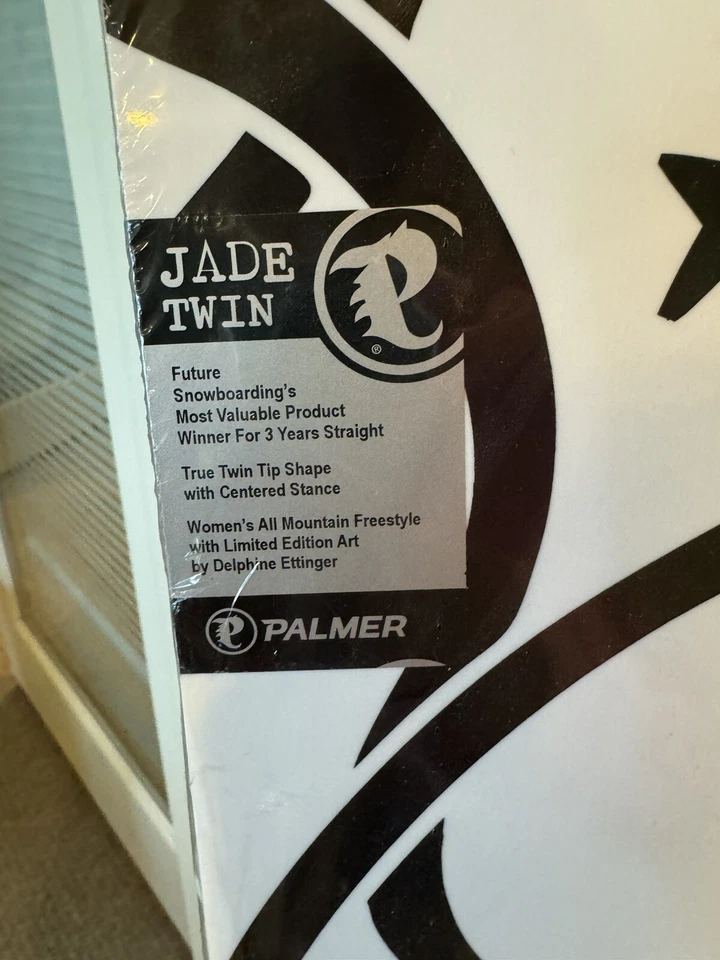 JADE
TWIN
P
®
Future
Snowboarding's
Most Valuable Product
Winner For 3 Years Straight
True Twin Tip Shape
with Centered Stance
Women's All Mountain Freestyle
with Limited Edition Art
by Delphine Ettinger
P PALMER